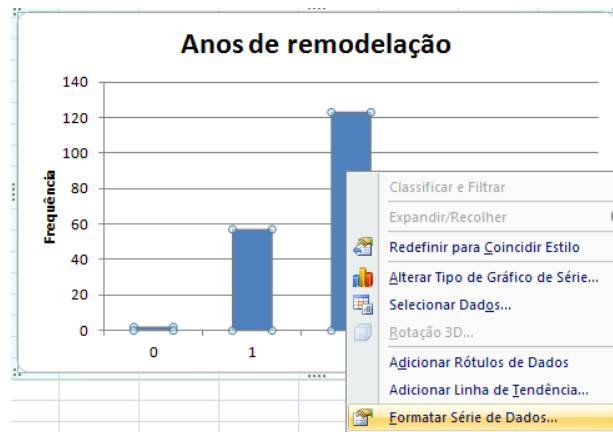 Anos de remodelação
140
120
100
80
60
40
20
0
Frequência
0 1
Classificar e Filtrar
Expandir/Recolher
Redefinir para Coincidir Estilo
Alterar Tipo de Gráfico de Série...
Selecionar Dados...
Rotação 3D...
Adicionar Rótulos de Dados
Adicionar Linha de Tendência...
Formatar Série de Dados...